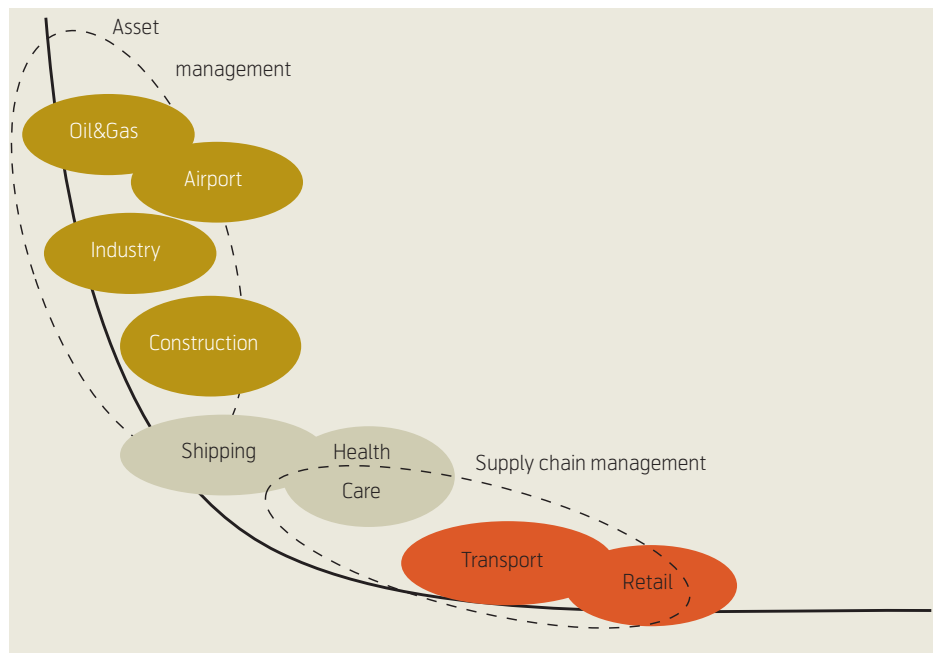 Asset
management
Oil&Gas
Airport
Industry
Construction
Shipping
Health
Care
Supply chain management
Transport
Retail